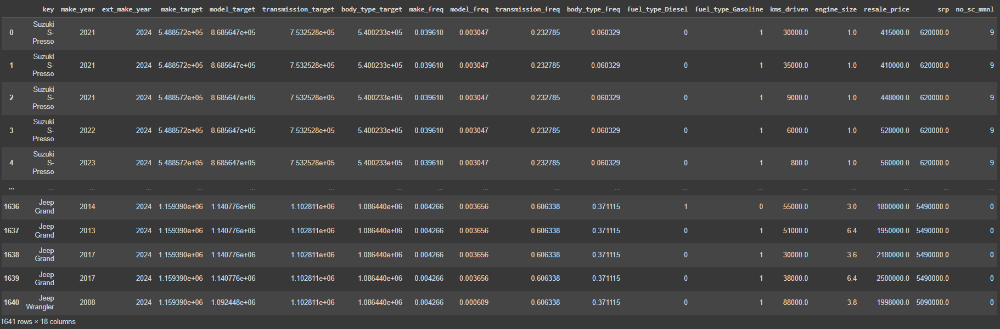 key make_year ext_make_year make_target model_target transmission_target body_type_target make_freq model_freq transmission_freq body_type_freq fuel_type_Diesel fuel_type_Gasoline kms_driven engine_size resale_price srp no_sc_mmnl
Suzuki
0 S- 2021 2024 5.488572e+05 8.685647e+05 7.532528e+05 5.400233e+05 0.039610 0.003047 0.232785 0.060329 0 1 30000.0 1.0 415000.0 620000.0 9
Presso
Suzuki
1 S- 2021 2024 5.488572e+05 8.685647e+05 7.532528e+05 5.400233e+05 0.039610 0.003047 0.232785 0.060329 0 1 35000.0 1.0 410000.0 620000.0 9
Presso
Suzuki
2 S- 2021 2024 5.488572e+05 8.685647e+05 7.532528e+05 5.400233e+05 0.039610 0.003047 0.232785 0.060329 0 1 9000.0 1.0 448000.0 620000.0 9
Presso
Suzuki
3 S- 2022 2024 5.488572e+05 8.685647e+05 7.532528e+05 5.400233e+05 0.039610 0.003047 0.232785 0.060329 0 1 6000.0 1.0 528000.0 620000.0 9
Presso
Suzuki
4 S- 2023 2024 5.488572e+05 8.685647e+05 7.532528e+05 5.400233e+05 0.039610 0.003047 0.232785 0.060329 0 1 800.0 1.0 560000.0 620000.0 9
Presso
... ... ... ... ... ... ... ... ... ... ... ... ... ... ... ... ... ... ...
Jeep
1636 2014 2024 1.159390e+06 1.140776e+06 1.102811e+06 1.086440e+06 0.004266 0.003656 0.606338 0.371115 1 0 55000.0 3.0 1800000.0 5490000.0 0
Grand
Jeep
1637 2013 2024 1.159390e+06 1.140776e+06 1.102811e+06 1.086440e+06 0.004266 0.003656 0.606338 0.371115 0 1 51000.0 6.4 1950000.0 5490000.0 0
Grand
Jeep
1638 2017 2024 1.159390e+06 1.140776e+06 1.102811e+06 1.086440e+06 0.004266 0.003656 0.606338 0.371115 0 1 30000.0 3.6 2180000.0 5490000.0 0
Grand
Jeep
1639 2017 2024 1.159390e+06 1.140776e+06 1.102811e+06 1.086440e+06 0.004266 0.003656 0.606338 0.371115 0 1 38000.0 6.4 2500000.0 5490000.0 0
Grand
Jeep
1640 2008 2024 1.159390e+06 1.092448e+06 1.102811e+06 1.086440e+06 0.004266 0.000609 0.606338 0.371115 0 1 88000.0 3.8 1998000.0 5090000.0 0
Wrangler
1641 rows × 18 columns